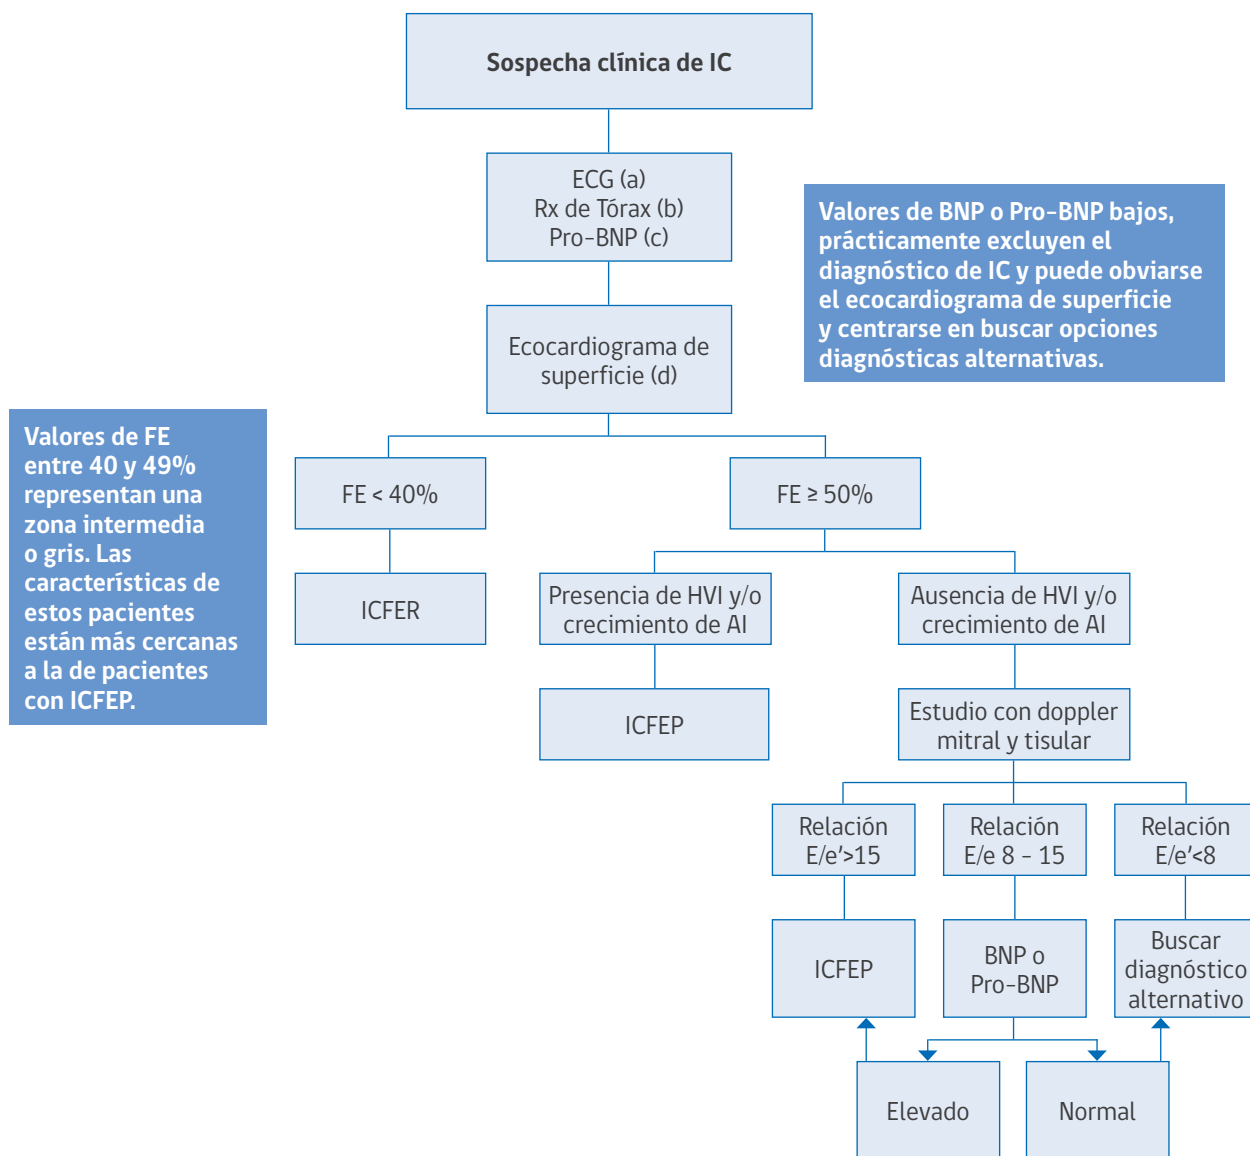 Sospecha clínica de IC
ECG (a)
Rx de Tórax (b)
Pro-BNP (c)
Valores de BNP o Pro-BNP bajos,
prácticamente excluyen el
diagnóstico de IC y puede obviarse
el ecocardiograma de superficie
y centrarse en buscar opciones
diagnósticas alternativas.
Ecocardiograma de
superficie (d)
Valores de FE
entre 40 y 49%
representan una
zona intermedia
o gris. Las
características de
estos pacientes
están más cercanas
a la de pacientes
con ICFEP.
FE < 40%
FE ≥ 50%
ICFER
Presencia de HVI y/o
crecimiento de AI
Ausencia de HVI y/o
crecimiento de AI
ICFEP
Estudio con doppler
mitral y tisular
Relación
E/e'>15
Relación
E/e 8 - 15
Relación
E/e'<8
ICFEP
BNP o
Pro-BNP
Buscar
diagnóstico
alternativo
Elevado
Normal